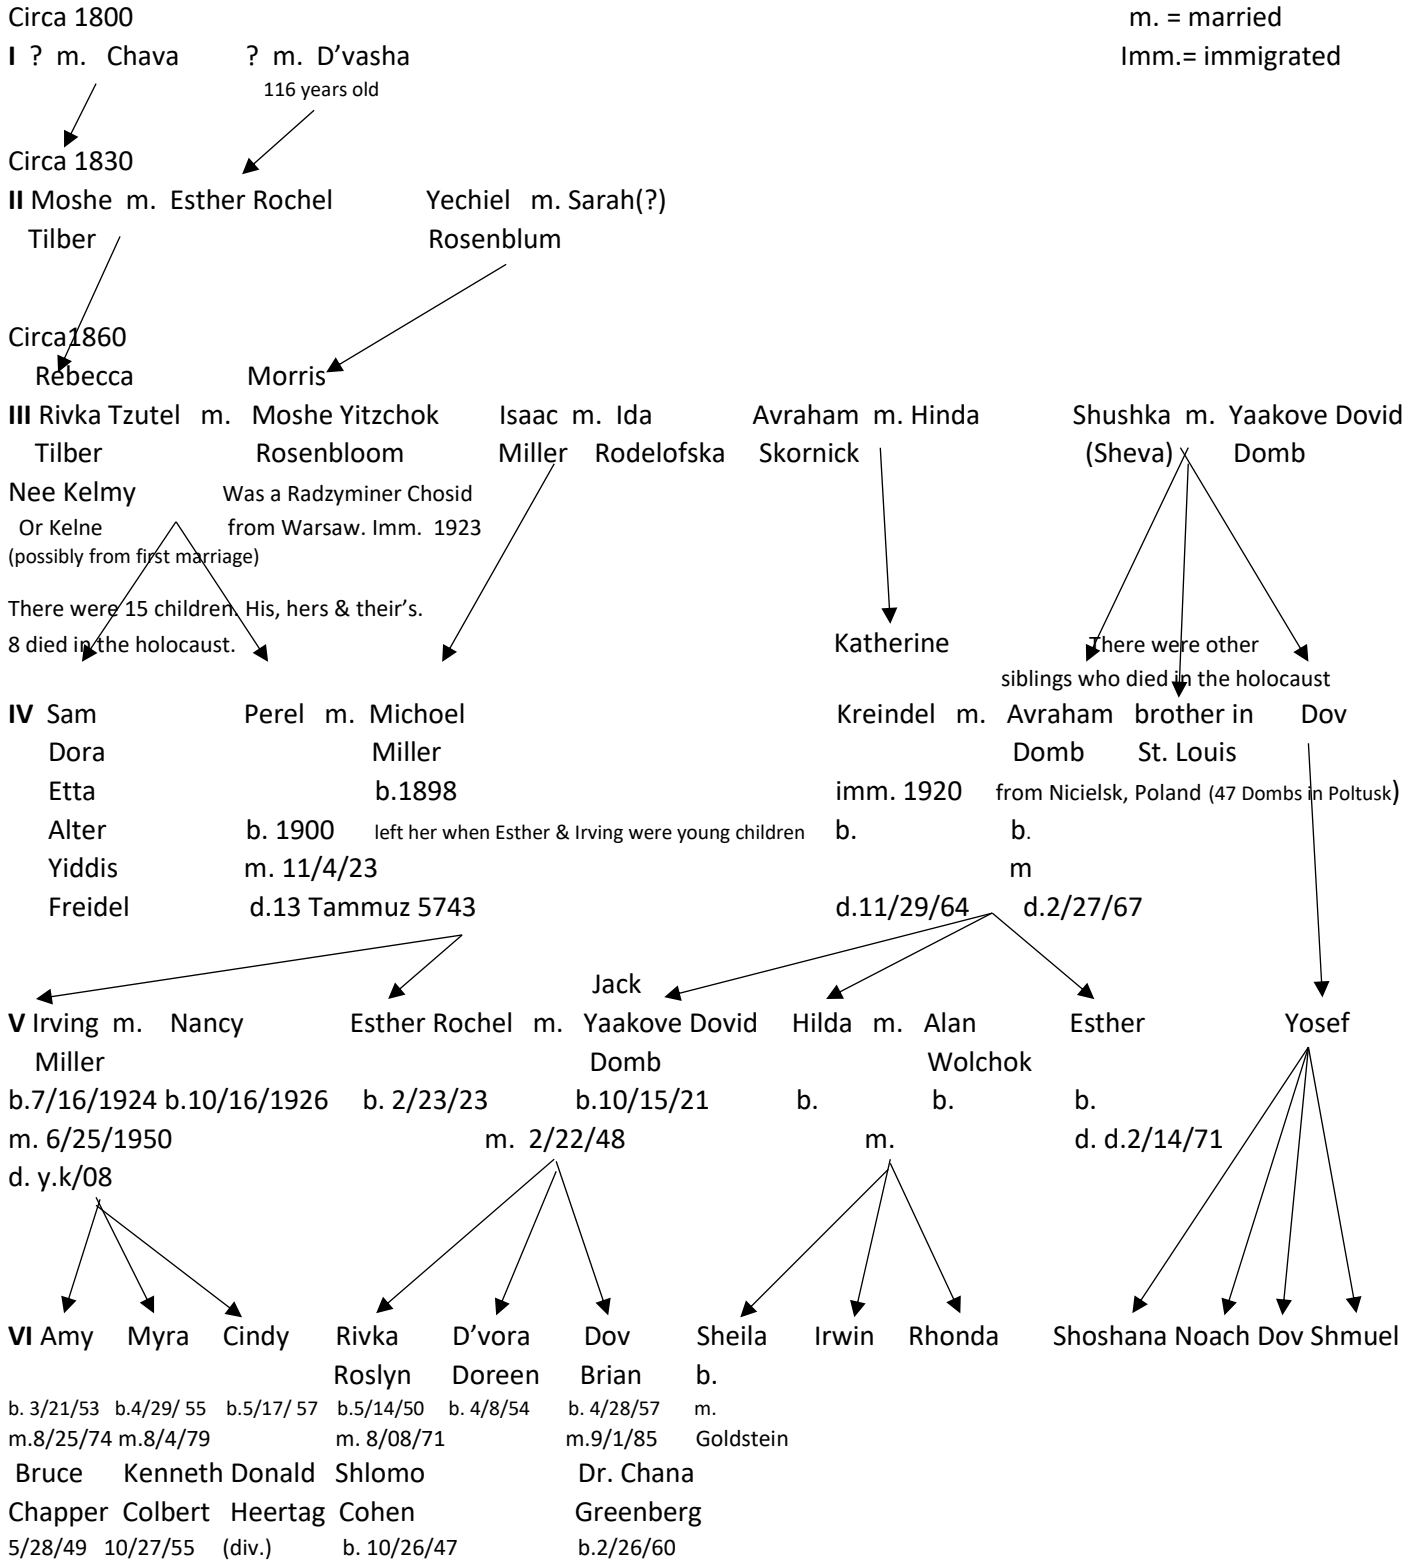 Circa 1800 m. = married
I ? m. Chava ? m. D’vasha Imm.= immigrated
116 years old
Circa 1830
II Moshe m. Esther Rochel Yechiel m. Sarah(?)
Tilber Rosenblum
Circa1860
Rebecca Morris
III Rivka Tzutel m. Moshe Yitzchok Isaac m. Ida Avraham m. Hinda Shushka m. Yaakove Dovid
Tilber Rosenbloom Miller Rodelofska Skornick (Sheva) Domb
Nee Kelmy Was a Radzyminer Chosid
Or Kelne from Warsaw. Imm. 1923
(possibly from first marriage)
There were 15 children. His, hers & their’s.
8 died in the holocaust. Katherine There were other
siblings who died in the holocaust
IV Sam Perel m. Michoel Kreindel m. Avraham brother in Dov
Dora Miller Domb St. Louis
Etta b.1898 imm. 1920 from Nicielsk, Poland (47 Dombs in Poltusk)
Alter b. 1900 left her when Esther & Irving were young children b. b.
Yiddis m. 11/4/23 m
Freidel d.13 Tammuz 5743 d.11/29/64 d.2/27/67
Jack
V Irving m. Nancy Esther Rochel m. Yaakove Dovid Hilda m. Alan Esther Yosef
Miller Domb Wolchok
b.7/16/1924 b.10/16/1926 b. 2/23/23 b.10/15/21 b. b. b.
m. 6/25/1950 m. 2/22/48 m. d. d.2/14/71
d. y.k/08
VI Amy Myra Cindy Rivka D’vora Dov Sheila Irwin Rhonda Shoshana Noach Dov Shmuel
Roslyn Doreen Brian b.
b. 3/21/53 b.4/29/ 55 b.5/17/ 57 b.5/14/50 b. 4/8/54 b. 4/28/57 m.
m.8/25/74 m.8/4/79 m. 8/08/71 m.9/1/85 Goldstein
Bruce Kenneth Donald Shlomo Dr. Chana
Chapper Colbert Heertag Cohen Greenberg
5/28/49 10/27/55 (div.) b. 10/26/47 b.2/26/60